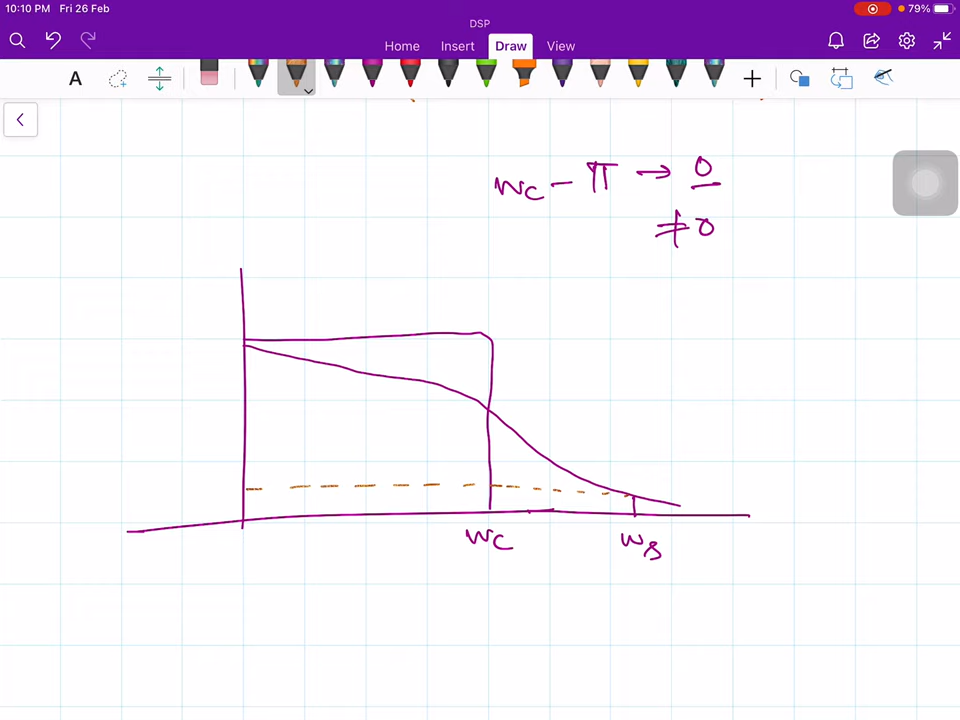 10:10 PM Fri 26 Feb
79%
DSP
Home Insert Draw View
A
wc – π → 0
≠ 0
wc
ws